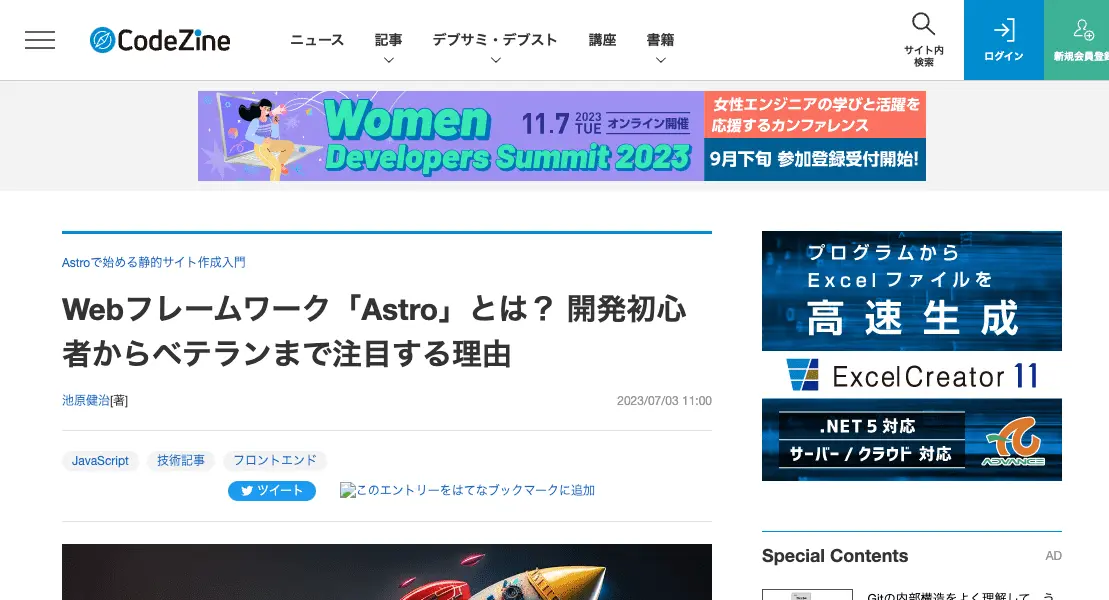 CodeZine
ニュース
記事
デブサミ・デブスト
講座
書籍
サイト内
検索
ログイン
新規会員登録
Women
Developers Summit 2023
11.7 2023 TUE オンライン開催
女性エンジニアの学びと活躍を
応援するカンファレンス
9月下旬 参加登録受付開始!
Astroで始める静的サイト作成入門
Webフレームワーク「Astro」とは？ 開発初心
者からベテランまで注目する理由
池原健治[著]
2023/07/03 11:00
JavaScript
技術記事
フロントエンド
ツイート
このエントリーをはてなブックマークに追加
プログラムから
Excelファイルを
高速生成
ExcelCreator 11
.NET 5 対応
サーバー / クラウド 対応
ADVANCE
Special Contents
AD
Gitの内部構造をよく理解して、う